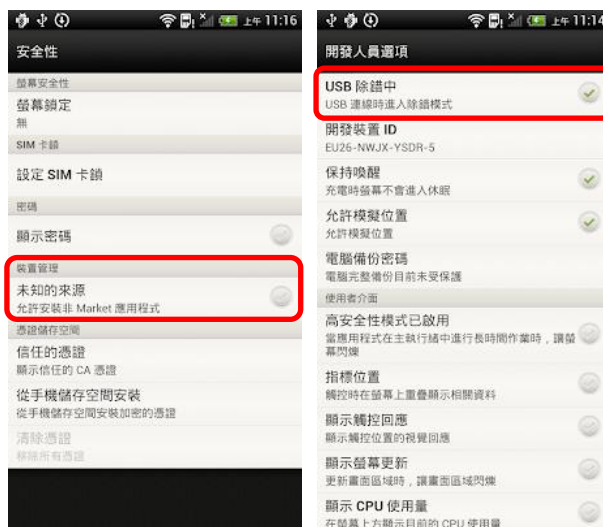 上午 11:16
安全性
螢幕安全性
螢幕鎖定
無
SIM 卡鎖
設定 SIM 卡鎖
密碼
顯示密碼
裝置管理
未知的來源
允許安裝非 Market 應用程式
憑證儲存空間
信任的憑證
顯示信任的 CA 憑證
從手機儲存空間安裝
從手機儲存空間安裝加密的憑證
清除憑證
移除所有憑證
上午 11:14
開發人員選項
USB 除錯中
USB 連線時進入除錯模式
開發裝置 ID
EU26-NWJX-YSDR-5
保持喚醒
充電時螢幕不會進入休眠
允許模擬位置
允許模擬位置
電腦備份密碼
電腦完整備份目前未受保護
使用者介面
高安全性模式已啟用
當應用程式在主執行緒中進行長時間作業時，讓螢
幕閃爍
指標位置
觸控時在螢幕上重疊顯示相關資料
顯示觸控回應
顯示觸控位置的視覺回應
顯示螢幕更新
更新畫面區域時，讓畫面區域閃爍
顯示 CPU 使用量
在螢幕上方顯示目前的 CPU 使用量